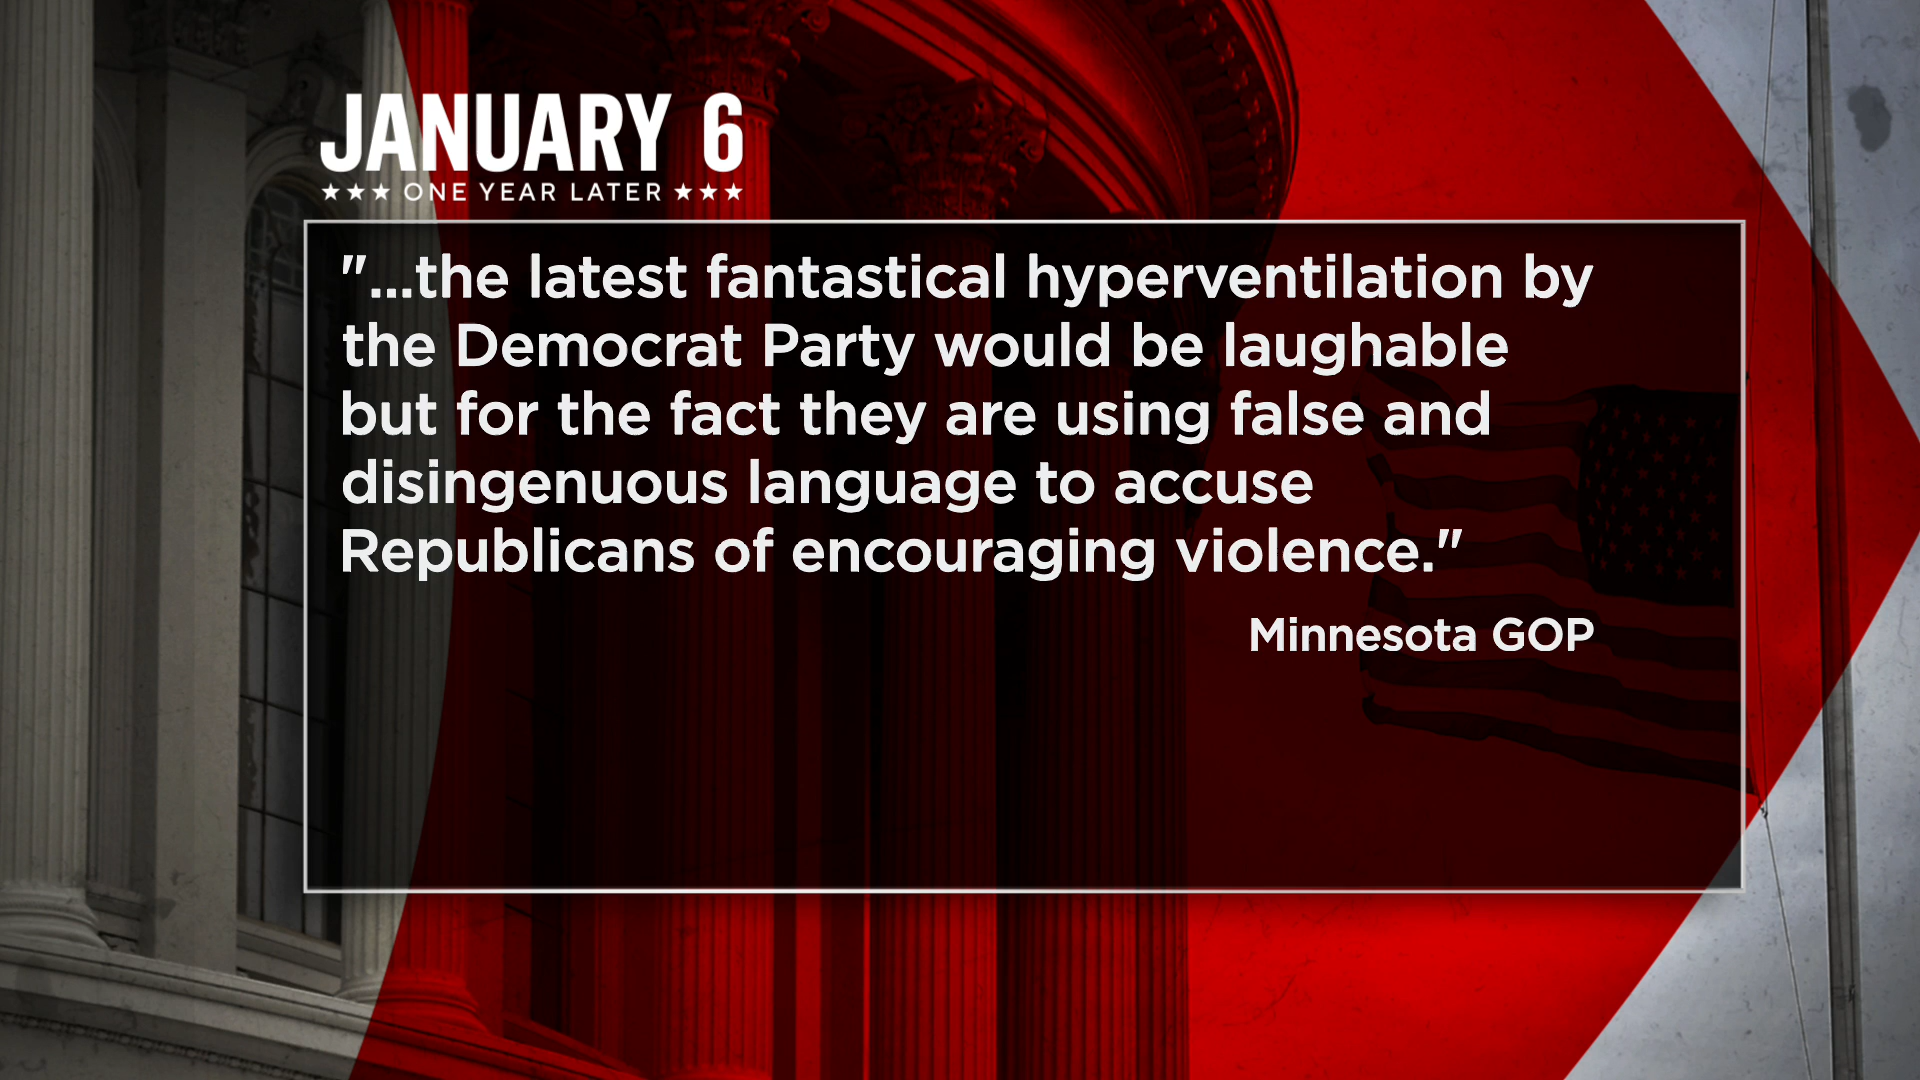 JANUARY 6
★★★ ONE YEAR LATER ★★★
"...the latest fantastical hyperventilation by
the Democrat Party would be laughable
but for the fact they are using false and
disingenuous language to accuse
Republicans of encouraging violence."
Minnesota GOP